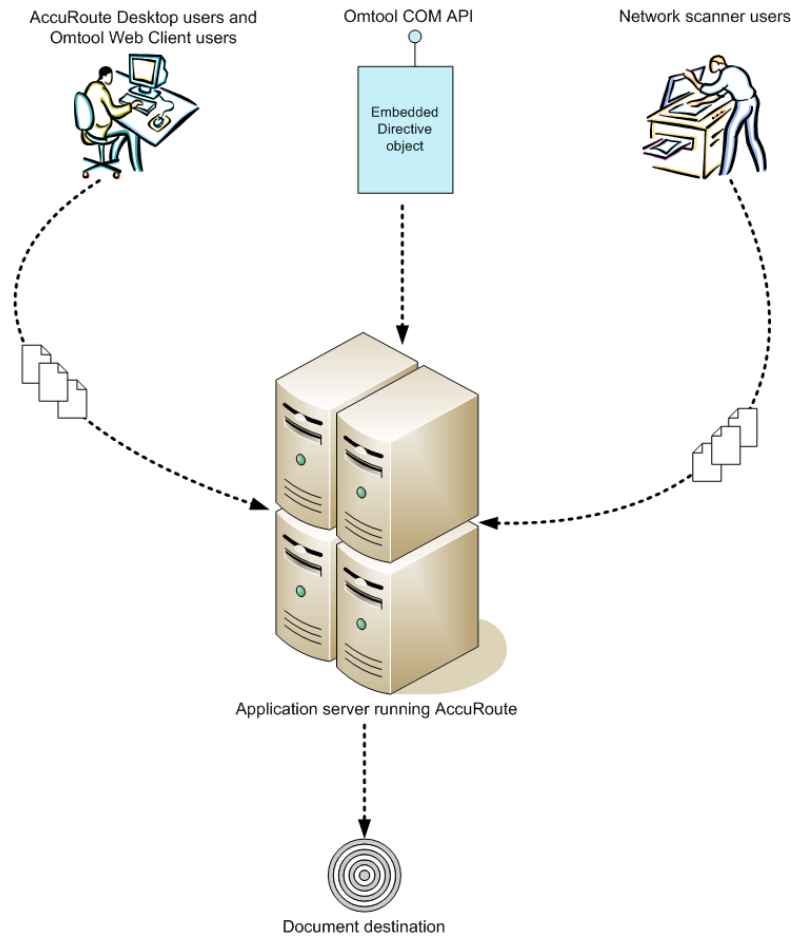 AccuRoute Desktop users and
Omtool Web Client users
Omtool COM API
Network scanner users
Embedded
Directive
object
Application server running AccuRoute
Document destination